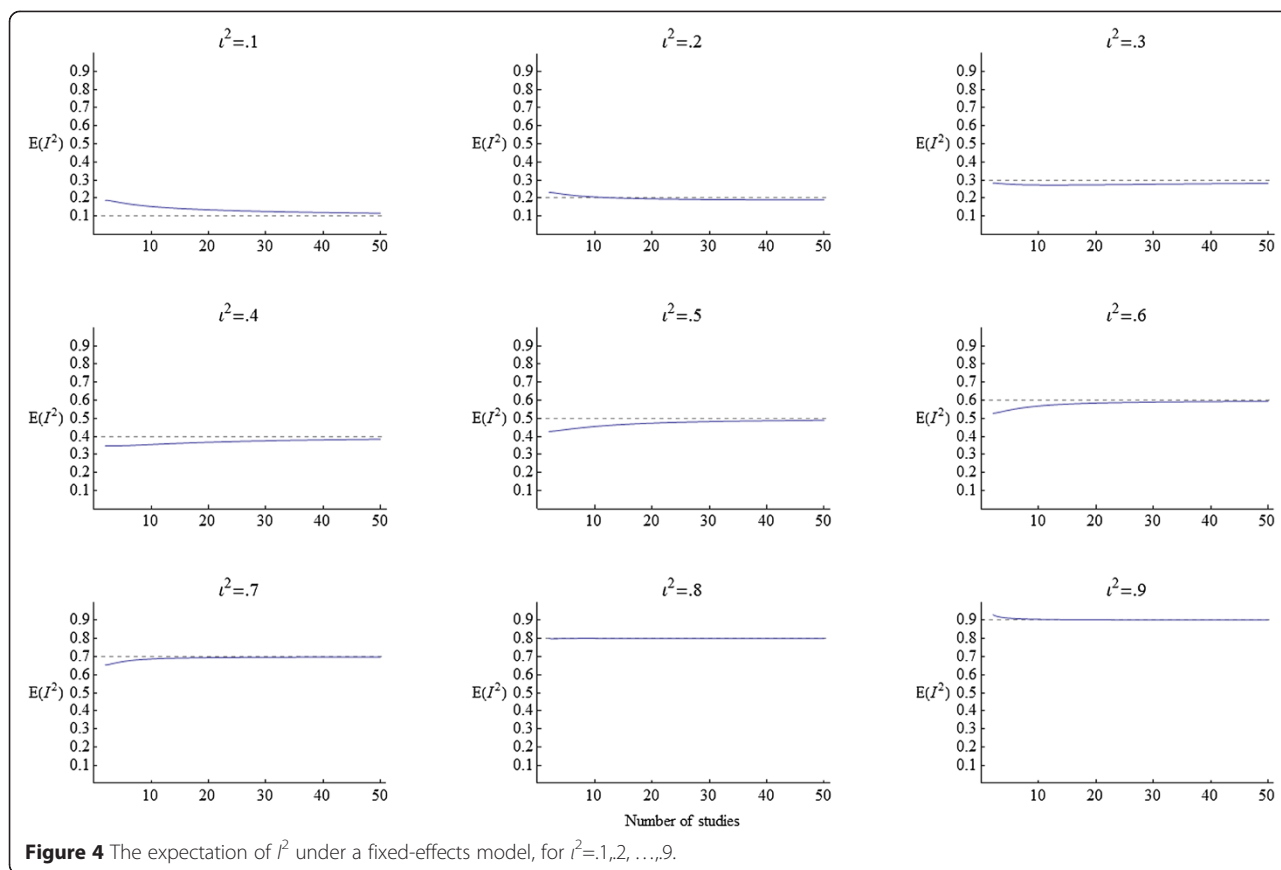 ι²=.1
0.9
0.8
0.7
0.6
E(I²) 0.5
0.4
0.3
0.2
0.1
10 20 30 40 50
ι²=.2
0.9
0.8
0.7
0.6
E(I²) 0.5
0.4
0.3
0.2
0.1
10 20 30 40 50
ι²=.3
0.9
0.8
0.7
0.6
E(I²) 0.5
0.4
0.3
0.2
0.1
10 20 30 40 50
ι²=.4
0.9
0.8
0.7
0.6
E(I²) 0.5
0.4
0.3
0.2
0.1
10 20 30 40 50
ι²=.5
0.9
0.8
0.7
0.6
E(I²) 0.5
0.4
0.3
0.2
0.1
10 20 30 40 50
ι²=.6
0.9
0.8
0.7
0.6
E(I²) 0.5
0.4
0.3
0.2
0.1
10 20 30 40 50
ι²=.7
0.9
0.8
0.7
0.6
E(I²) 0.5
0.4
0.3
0.2
0.1
10 20 30 40 50
ι²=.8
0.9
0.8
0.7
0.6
E(I²) 0.5
0.4
0.3
0.2
0.1
10 20 30 40 50
Number of studies
ι²=.9
0.9
0.8
0.7
0.6
E(I²) 0.5
0.4
0.3
0.2
0.1
10 20 30 40 50
Figure 4 The expectation of I² under a fixed-effects model, for ι²=.1,.2, …,.9.